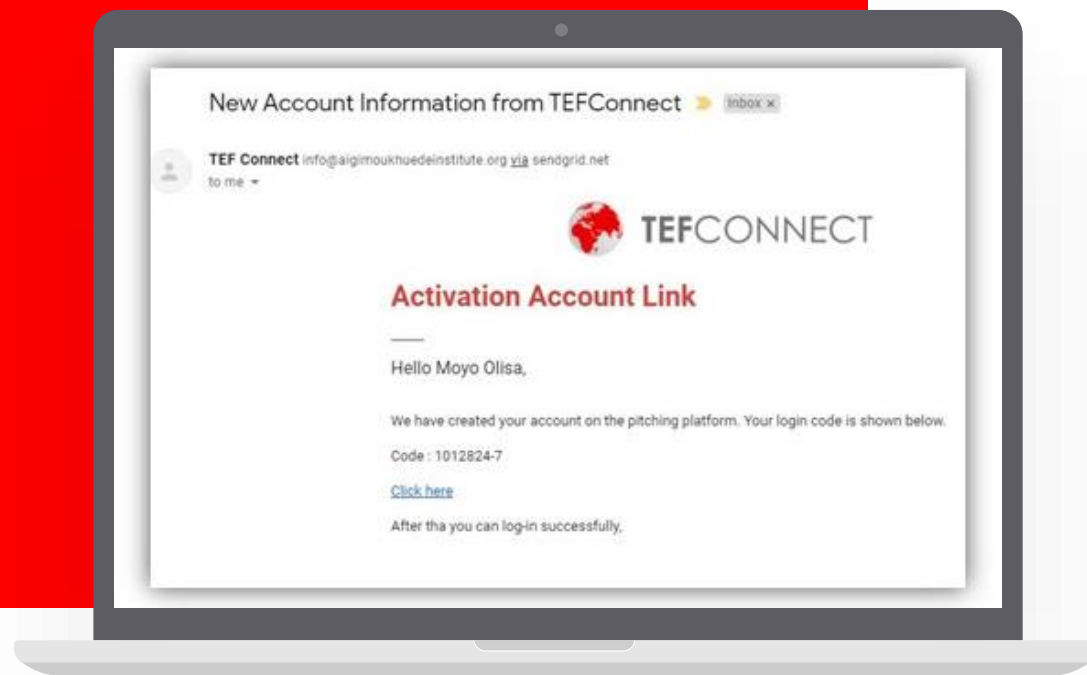 New Account Information from TEFConnect
Inbox x
TEF Connect info@aigimoukhuedeinstitute.org via sendgrid.net
to me
TEFCONNECT
Activation Account Link
Hello Moyo Olisa,
We have created your account on the pitching platform. Your login code is shown below.
Code : 1012824-7
Click here
After tha you can log-in successfully,